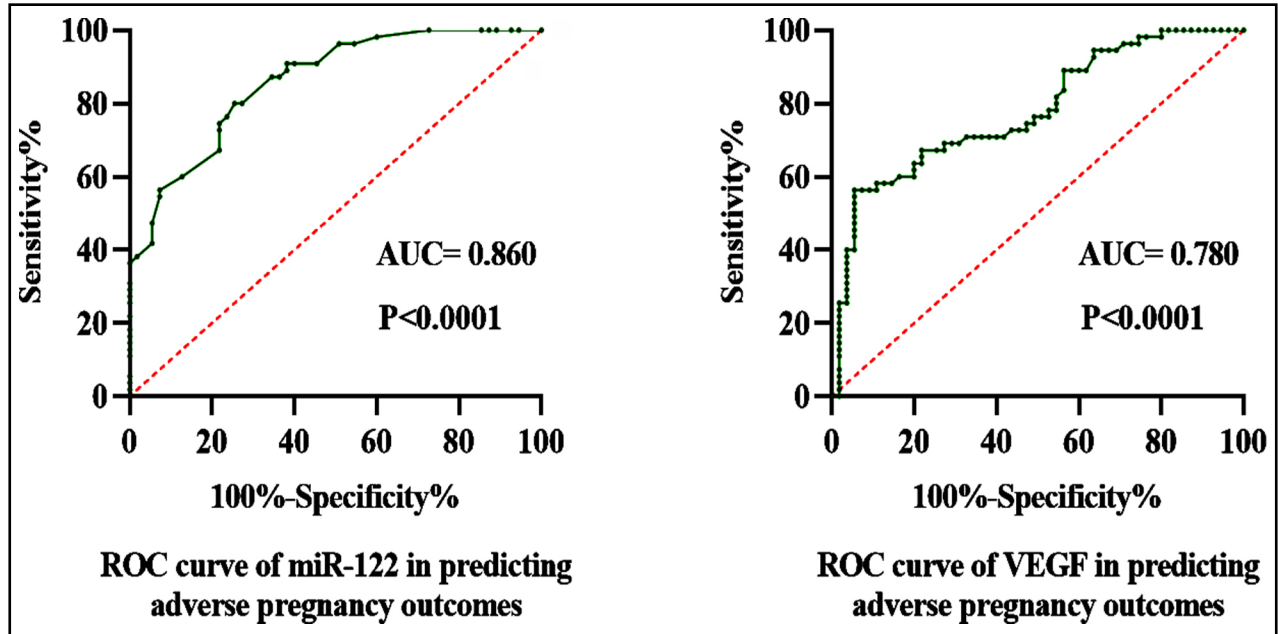 100
80
60
40
20
0
Sensitivity%
AUC= 0.860
P<0.0001
0 20 40 60 80 100
100%-Specificity%
ROC curve of miR-122 in predicting
adverse pregnancy outcomes
100
80
60
40
20
0
Sensitivity%
AUC= 0.780
P<0.0001
0 20 40 60 80 100
100%-Specificity%
ROC curve of VEGF in predicting
adverse pregnancy outcomes